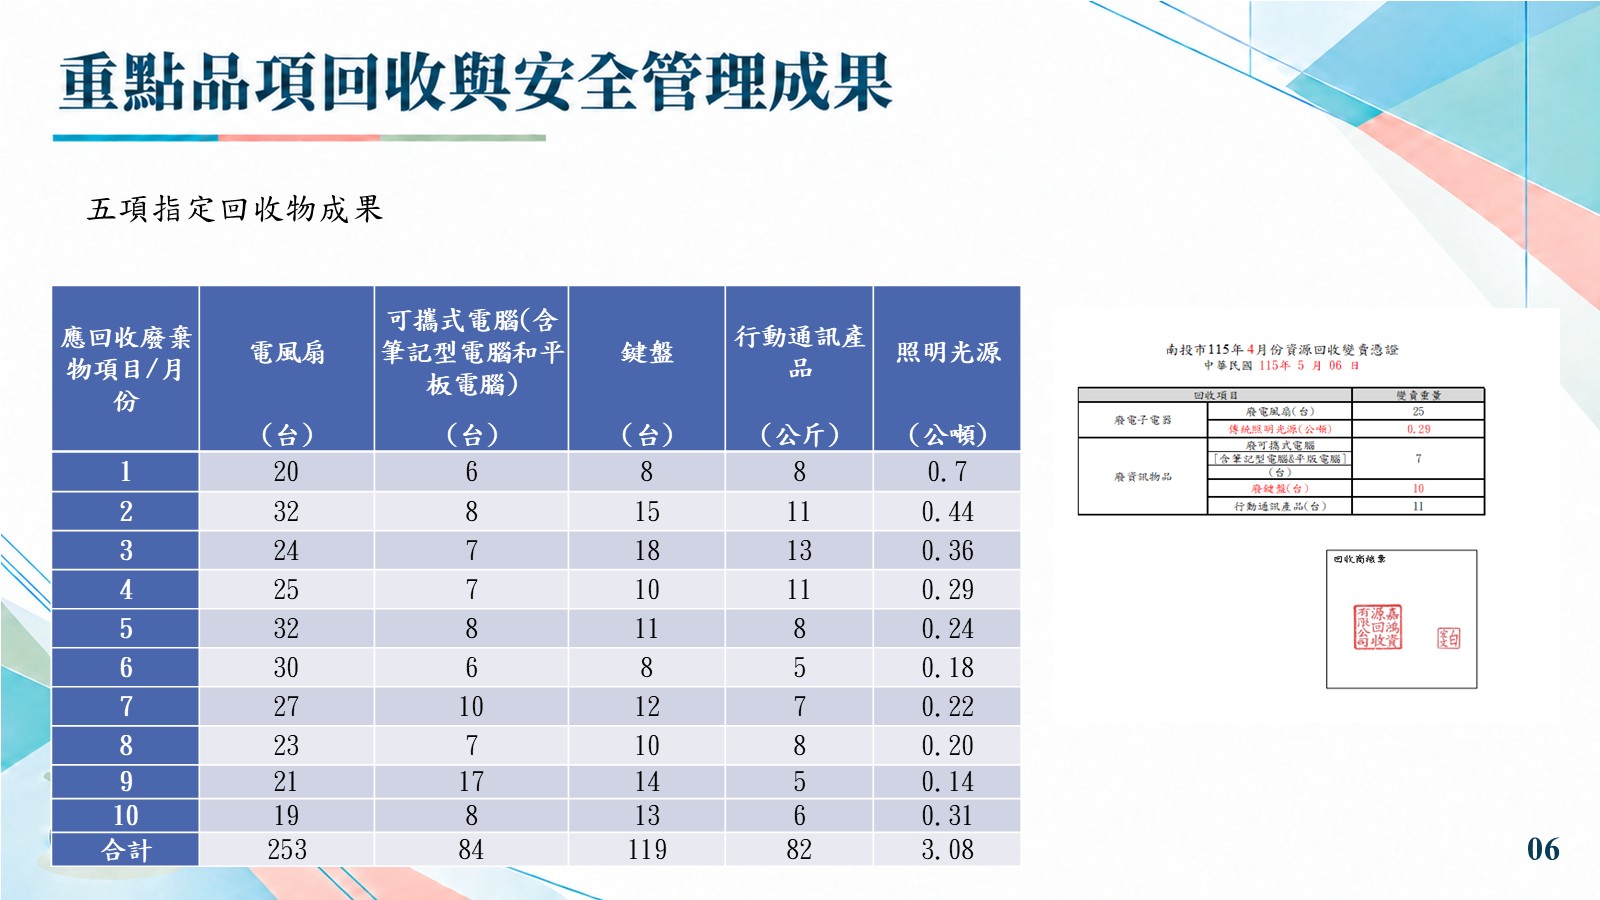 重點品項回收與安全管理成果
五項指定回收物成果
應回收廢棄物項目/月份 電風扇（台） 可攜式電腦(含筆記型電腦和平板電腦)（台） 鍵盤（台） 行動通訊產品（公斤） 照明光源（公噸）
1 20 6 8 8 0.7
2 32 8 15 11 0.44
3 24 7 18 13 0.36
4 25 7 10 11 0.29
5 32 8 11 8 0.24
6 30 6 8 5 0.18
7 27 10 12 7 0.22
8 23 7 10 8 0.20
9 21 17 14 5 0.14
10 19 8 13 6 0.31
合計 253 84 119 82 3.08
南投市115年4月份資源回收變賣憑證
中華民國 115年 5 月 06 日
回收項目 變賣重量
廢電子電器 廢電風扇(台) 25
傳統照明光源(公噸) 0.29
廢資訊物品 廢可攜式電腦
[含筆記型電腦&平版電腦]
(台) 7
廢鍵盤(台) 10
行動通訊產品(台) 11
回收商核章
嘉鴻資
源回收
有限公司
06